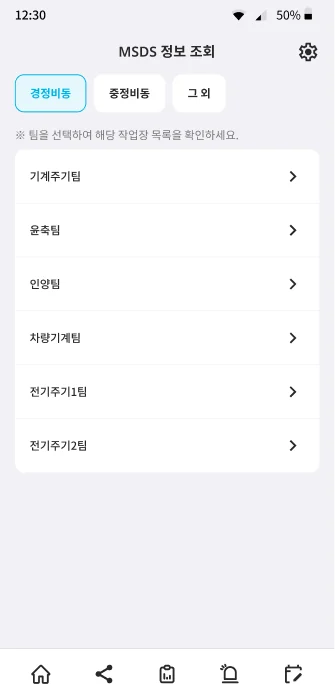 12:30
50%
MSDS 정보 조회
경정비동
중정비동
그 외
※ 팀을 선택하여 해당 작업장 목록을 확인하세요.
기계주기팀
윤축팀
인양팀
차량기계팀
전기주기1팀
전기주기2팀